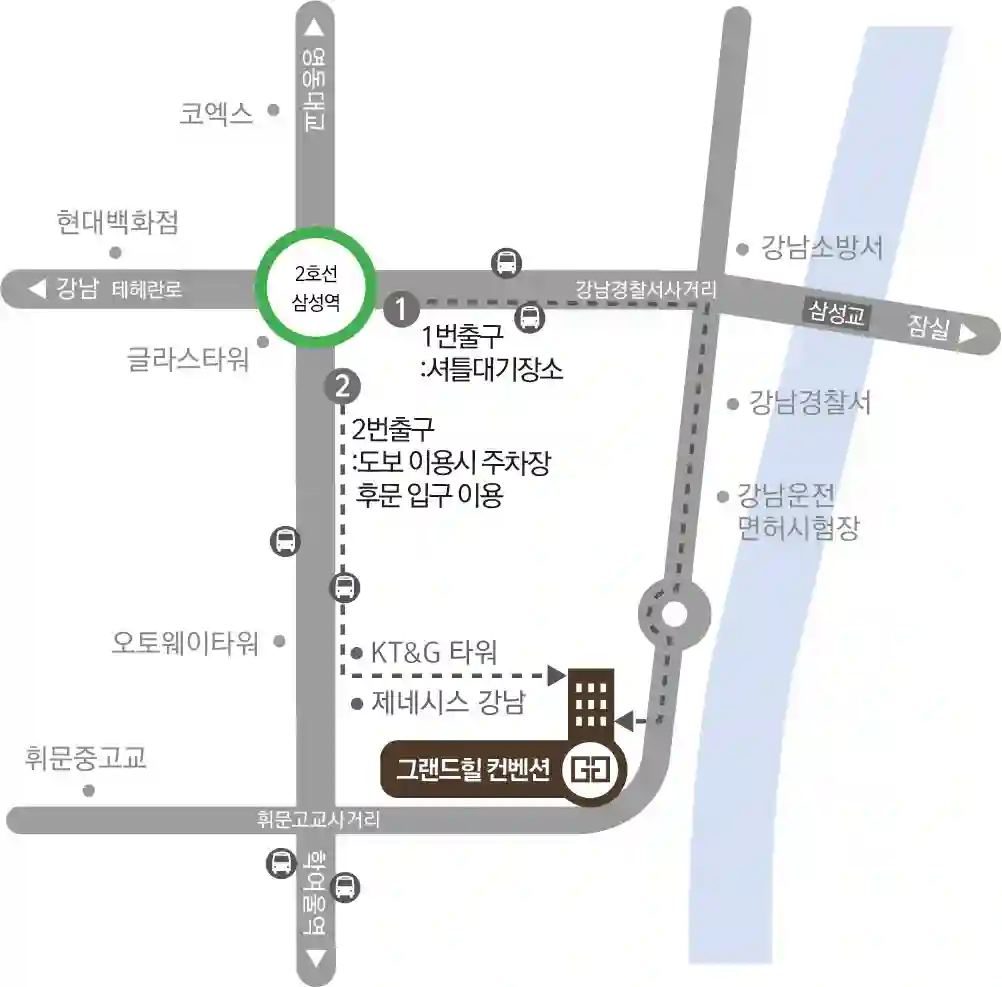 영동대교
코엑스
현대백화점
강남소방서
강남 테헤란로
2호선
삼성역
강남경찰서사거리
삼성교
잠실
1
1번출구
:셔틀대기장소
글라스타워
2
강남경찰서
2번출구
:도보 이용시 주차장
후문 입구 이용
강남운전
면허시험장
오토웨이타워
KT&G 타워
제네시스 강남
휘문중고교
그랜드힐 컨벤션
휘문고교사거리
학여울역